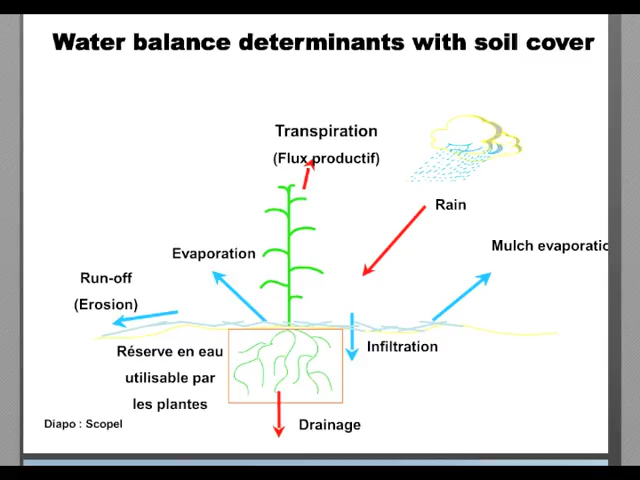 Water balance determinants with soil cover
Transpiration
(Flux productif)
Rain
Evaporation
Mulch evaporatio
Run-off
(Erosion)
Infiltration
Réserve en eau
utilisable par
les plantes
Diapo : Scopel
Drainage